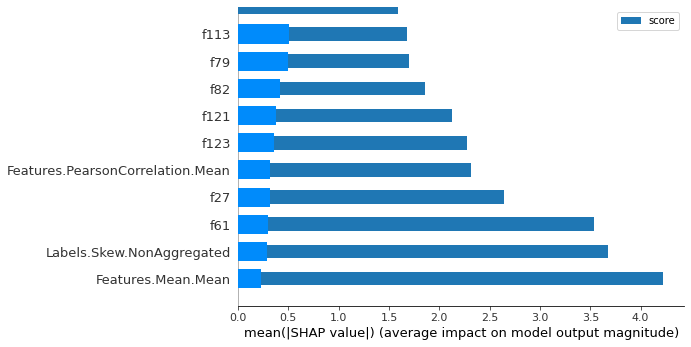 score
f113
f79
f82
f121
f123
Features.PearsonCorrelation.Mean
f27
f61
Labels.Skew.NonAggregated
Features.Mean.Mean
0.0 0.5 1.0 1.5 2.0 2.5 3.0 3.5 4.0
mean(|SHAP value|) (average impact on model output magnitude)